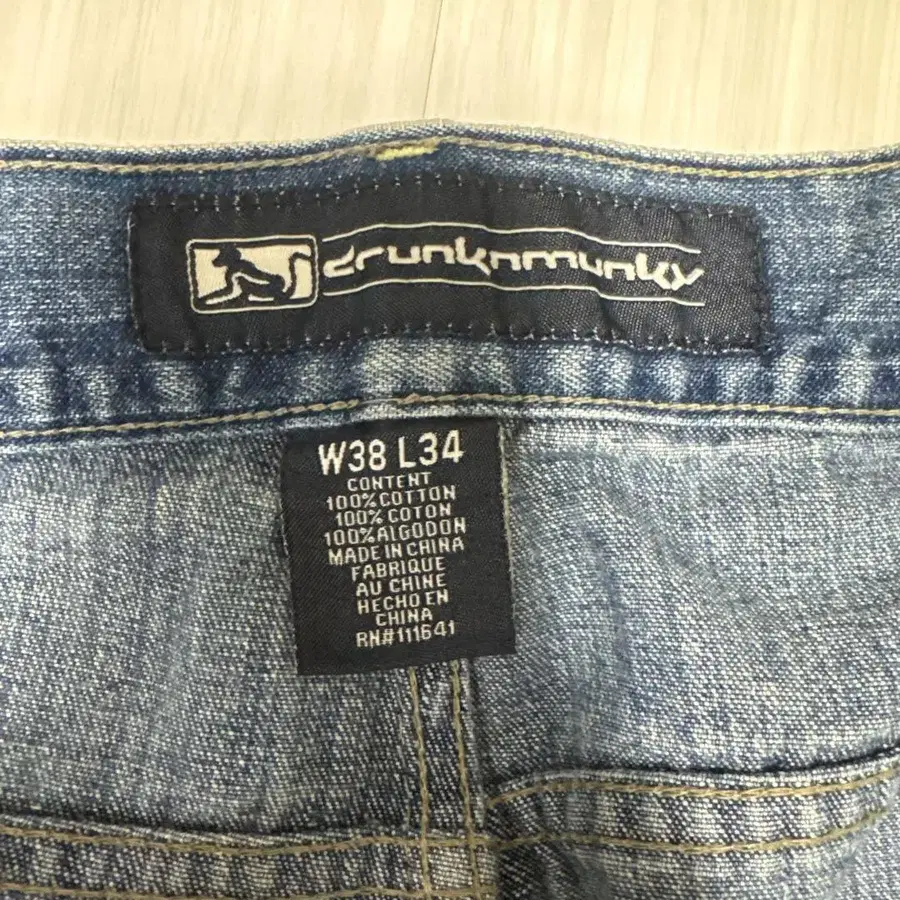 drunknmunky
W38 L34
CONTENT
100% COTTON
100% COTON
100% ALGODON
MADE IN CHINA
FABRIQUE
AU CHINE
HECHO EN
CHINA
RN#111641